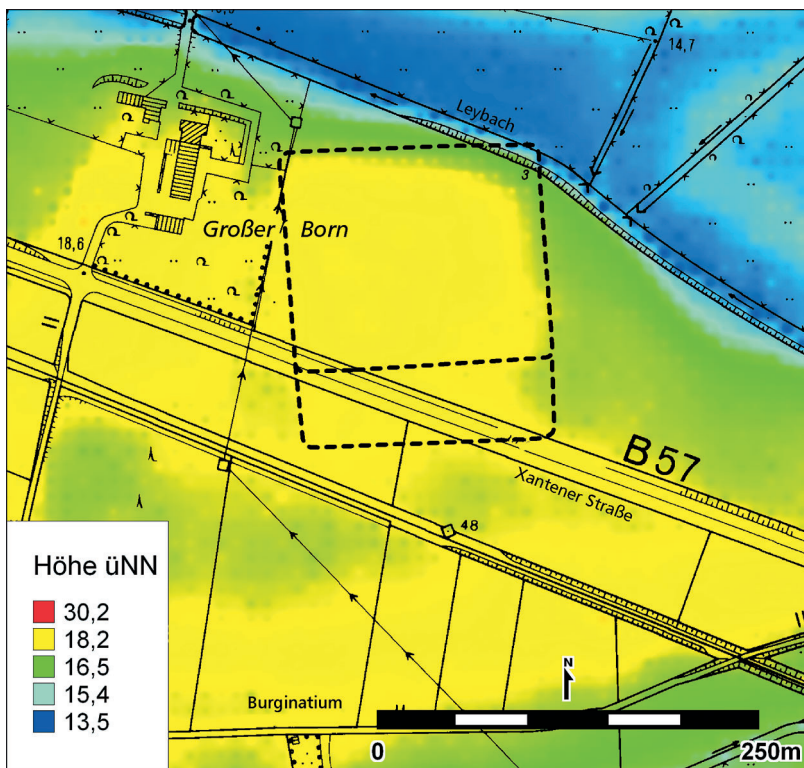 14,7
Leybach
3
Großer Born
18,6
B57
Xantener Straße
48
Höhe üNN
30,2
18,2
16,5
15,4
13,5
N
Burginatium
0
250m